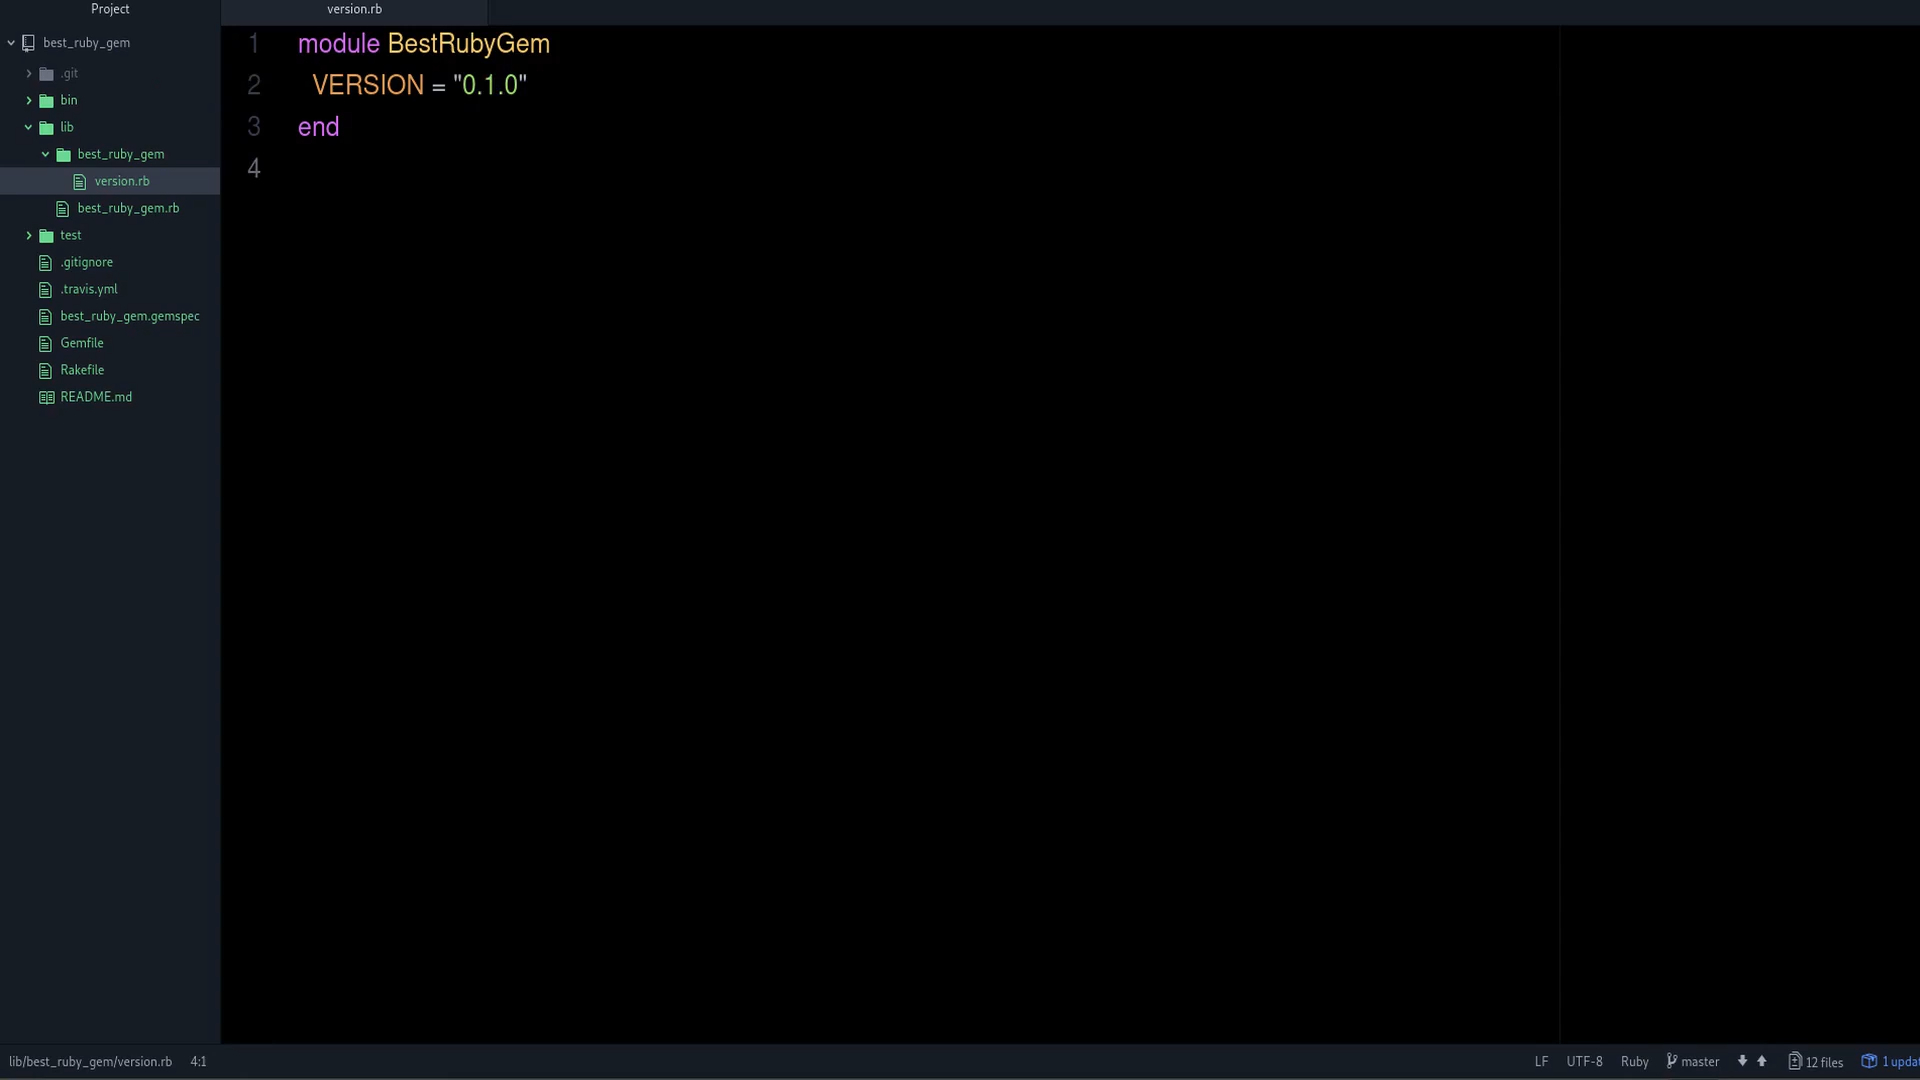 Project
best_ruby_gem
.git
bin
lib
best_ruby_gem
version.rb
best_ruby_gem.rb
test
.gitignore
.travis.yml
best_ruby_gem.gemspec
Gemfile
Rakefile
README.md
version.rb
1 module BestRubyGem
2 VERSION = "0.1.0"
3 end
4
lib/best_ruby_gem/version.rb 4:1 LF UTF-8 Ruby master 12 files 1 updat